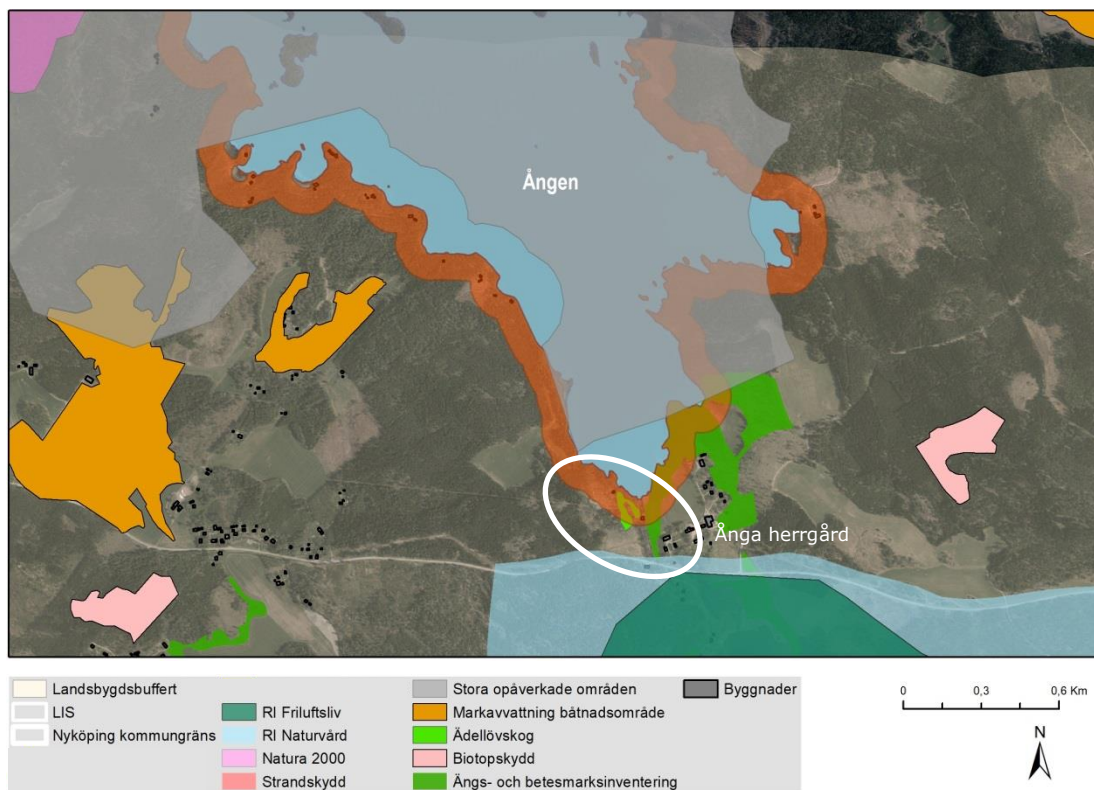 Ången
Ånga herrgård
Landsbygdsbuffert
LIS
Nyköping kommungräns
RI Friluftsliv
RI Naturvård
Natura 2000
Strandskydd
Stora opåverkade områden
Markavvattning båtnadsområde
Ädellövskog
Biotopskydd
Ängs- och betesmarksinventering
Byggnader
0 0,3 0,6 Km
N